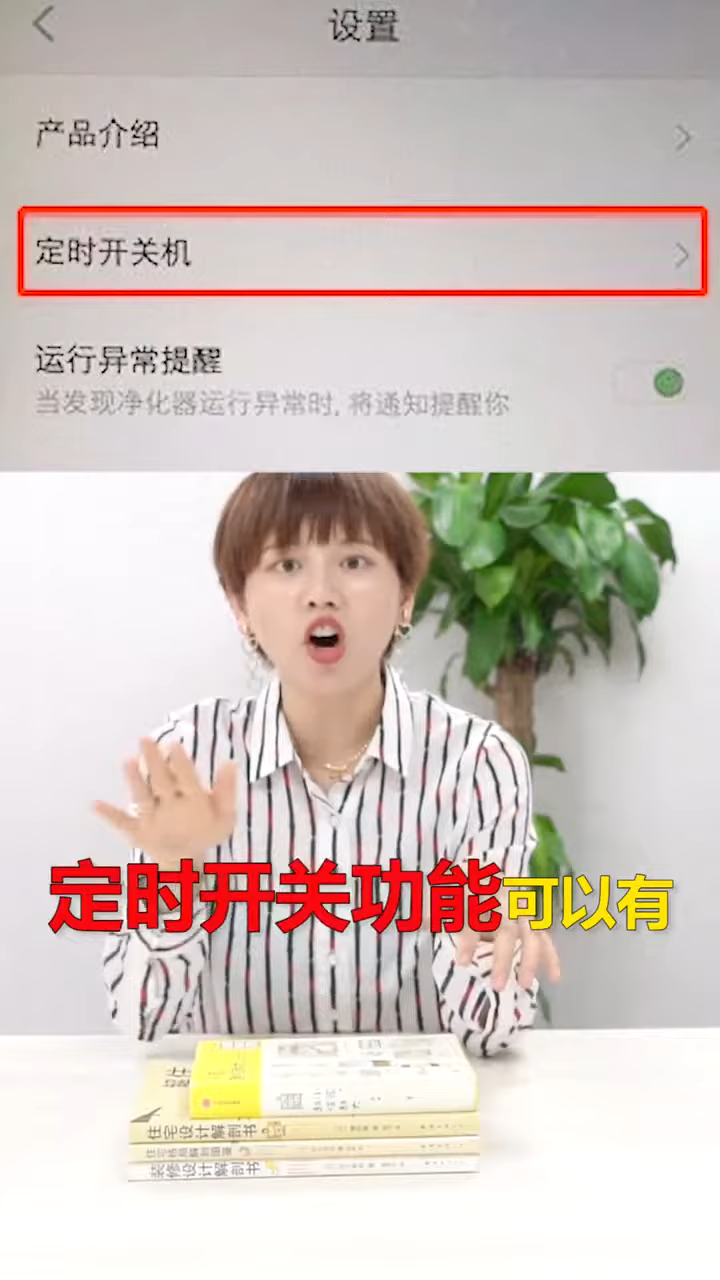 设置
产品介绍
定时开关机
运行异常提醒
当发现净化器运行异常时, 将通知提醒你
定时开关功能可以有
住宅设计解剖书
装修设计解剖书